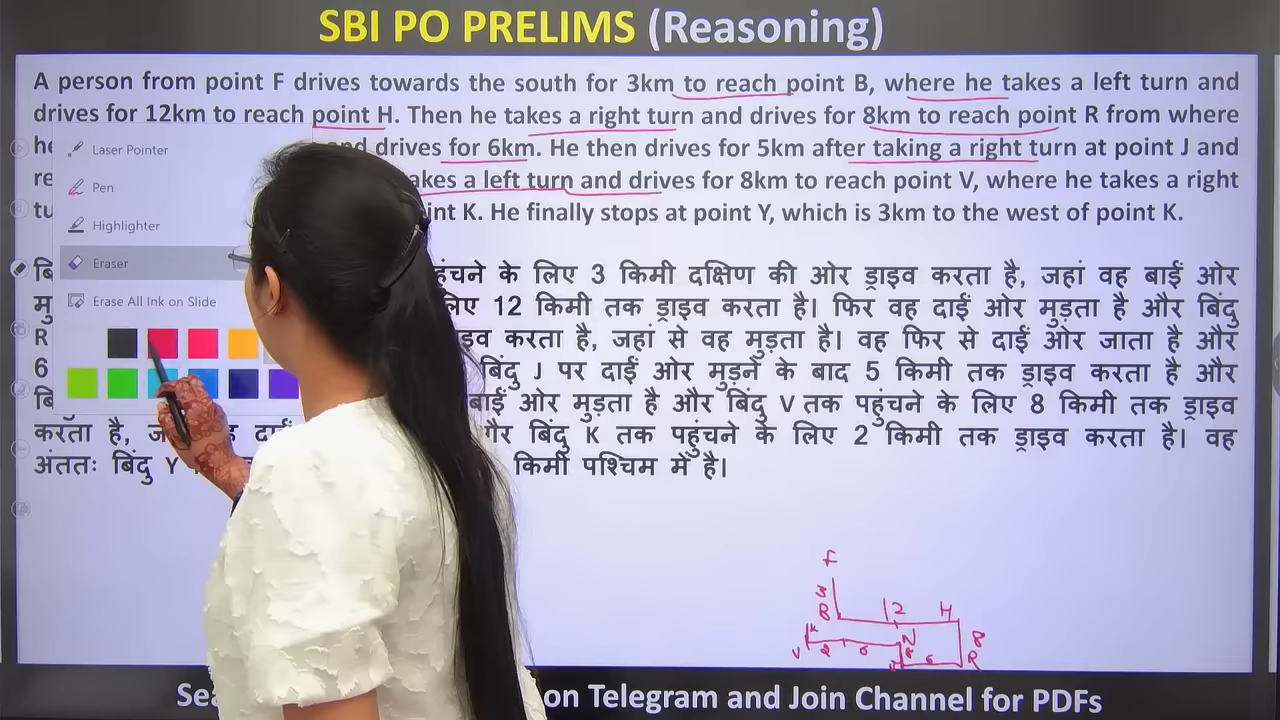 SBI PO PRELIMS (Reasoning)
A person from point F drives towards the south for 3km to reach point B, where he takes a left turn and
drives for 12km to reach point H. Then he takes a right turn and drives for 8km to reach point R from where
he and drives for 6km. He then drives for 5km after taking a right turn at point J and
re akes a left turn and drives for 8km to reach point V, where he takes a right
tu int K. He finally stops at point Y, which is 3km to the west of point K.
Laser Pointer
Pen
Highlighter
Eraser
Erase All Ink on Slide
बि हुंचने के लिए 3 किमी दक्षिण की ओर ड्राइव करता है, जहां वह बाईं ओर
मु लिए 12 किमी तक ड्राइव करता है। फिर वह दाईं ओर मुड़ता है और बिंदु
R इव करता है, जहां से वह मुड़ता है। वह फिर से दाईं ओर जाता है और
6 बिंदु J पर दाईं ओर मुड़ने के बाद 5 किमी तक ड्राइव करता है और
बाईं ओर मुड़ता है और बिंदु V तक पहुंचने के लिए 8 किमी तक ड्राइव
करता है, दाईं बिंदु K तक पहुंचने के लिए 2 किमी तक ड्राइव करता है। वह
अंततः बिंदु Y किमी पश्चिम में है।
F
3
B 12 H
K N 8
V 2 6 6 R
Sea on Telegram and Join Channel for PDFs